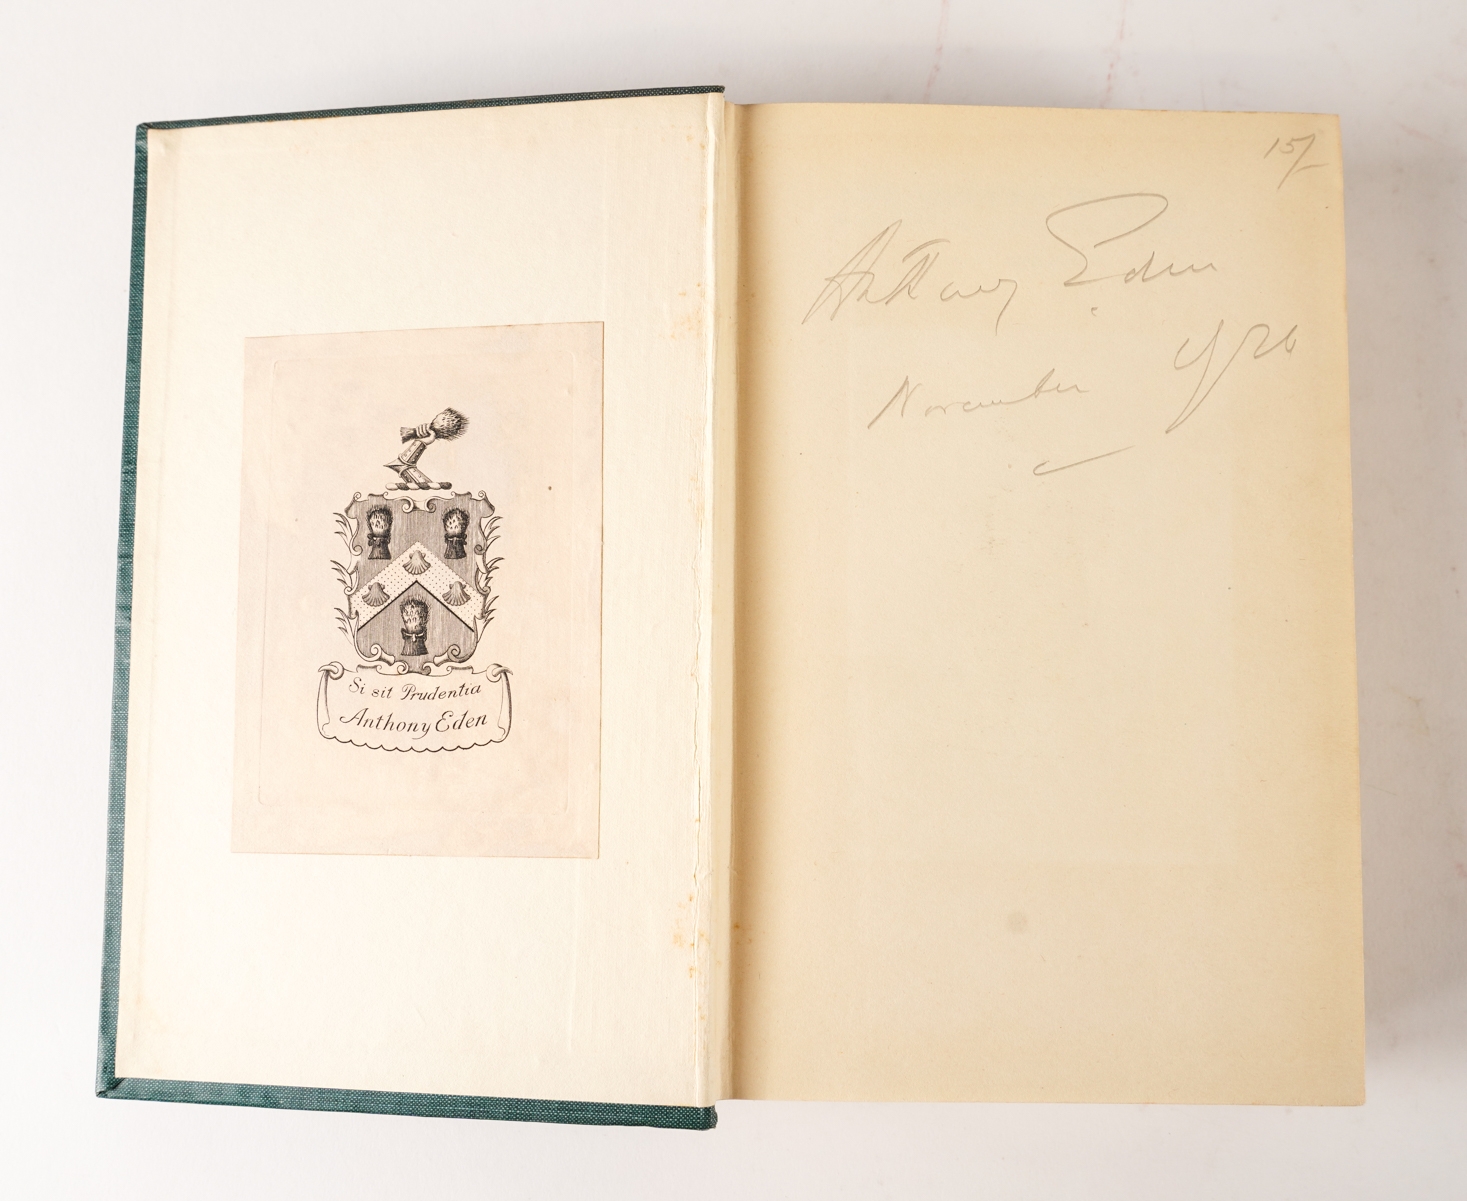 Si sit Prudentia
Anthony Eden
15/-
Anthony Eden
November 1926